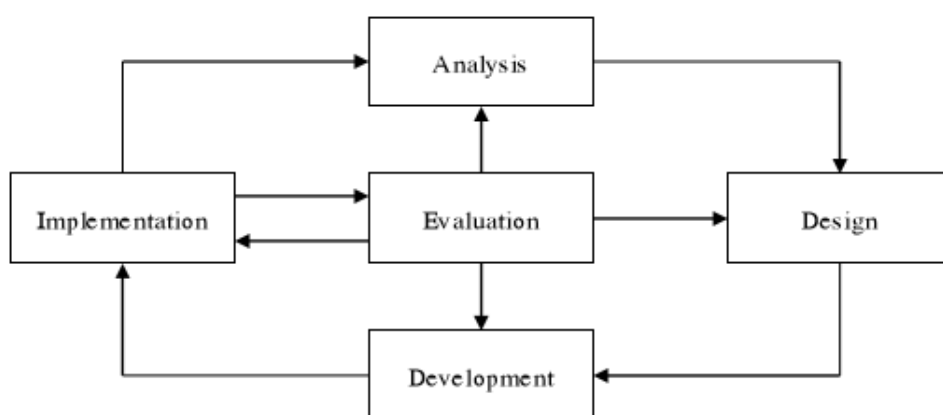 Analysis
Implementation
Evaluation
Design
Development